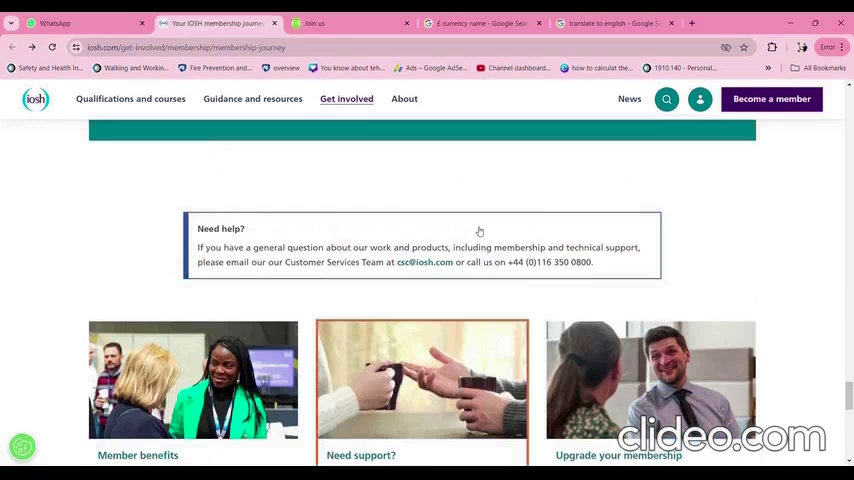 WhatsApp
Your IOSH membership journey
Join us
£ currency name - Google Sear
translate to english - Google Se
iosh.com/get-involved/membership/membership-journey
Error
Safety and Health In...
Walking and Workin...
Fire Prevention and...
overview
You know about teh...
Ads – Google AdSe...
Channel dashboard...
how to calculat the...
1910.140 - Personal...
All Bookmarks
iosh
Qualifications and courses
Guidance and resources
Get involved
About
News
Become a member
Need help?
If you have a general question about our work and products, including membership and technical support,
please email our our Customer Services Team at csc@iosh.com or call us on +44 (0)116 350 0800.
Member benefits
Need support?
Upgrade your membership
clideo.com